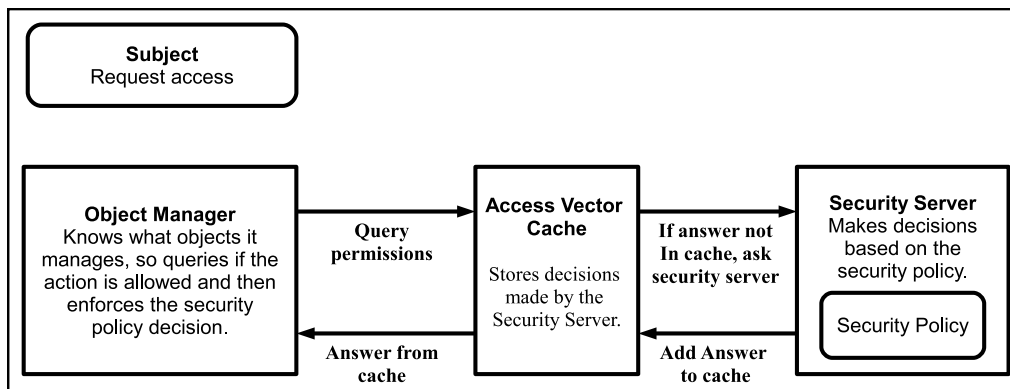 Subject
Request access
Object Manager
Knows what objects it
manages, so queries if the
action is allowed and then
enforces the security
policy decision.
Query
permissions
Answer from
cache
Access Vector
Cache
Stores decisions
made by the
Security Server.
If answer not
In cache, ask
security server
Add Answer
to cache
Security Server
Makes decisions
based on the
security policy.
Security Policy